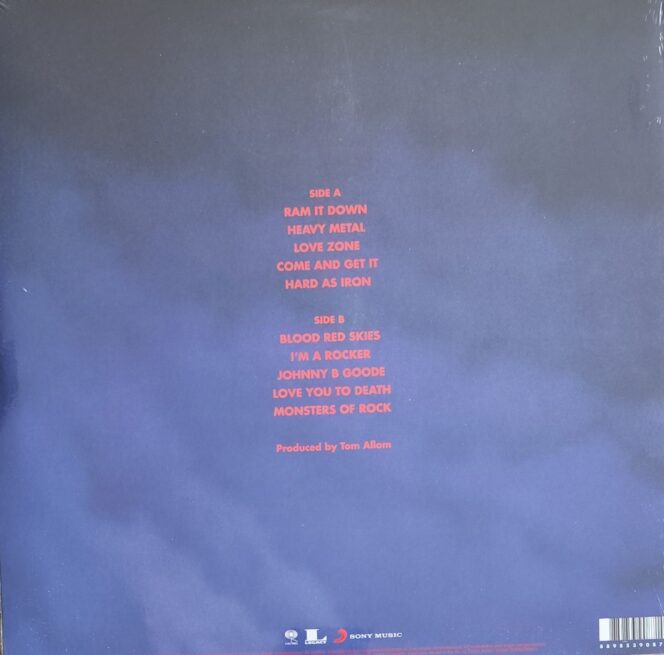 SIDE A
RAM IT DOWN
HEAVY METAL
LOVE ZONE
COME AND GET IT
HARD AS IRON
SIDE B
BLOOD RED SKIES
I'M A ROCKER
JOHNNY B GOODE
LOVE YOU TO DEATH
MONSTERS OF ROCK
Produced by Tom Allom
L LEGACY SONY MUSIC